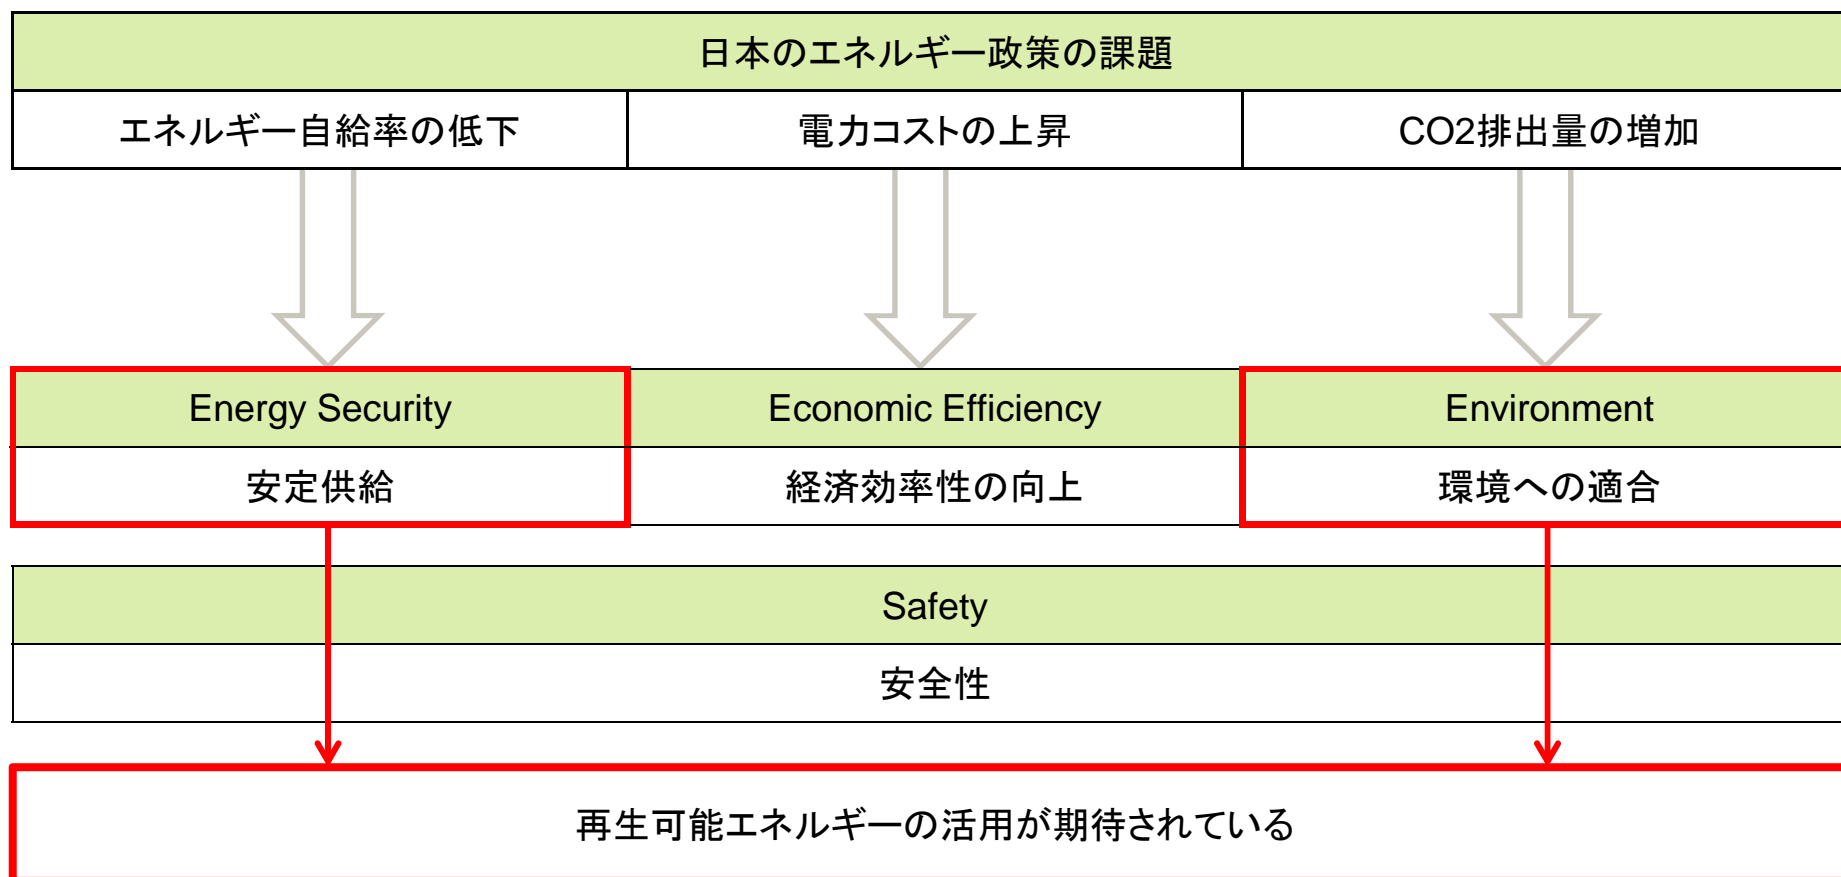 日本のエネルギー政策の課題
エネルギー自給率の低下
電力コストの上昇
CO2排出量の増加
Energy Security
Economic Efficiency
Environment
安定供給
経済効率性の向上
環境への適合
Safety
安全性
再生可能エネルギーの活用が期待されている